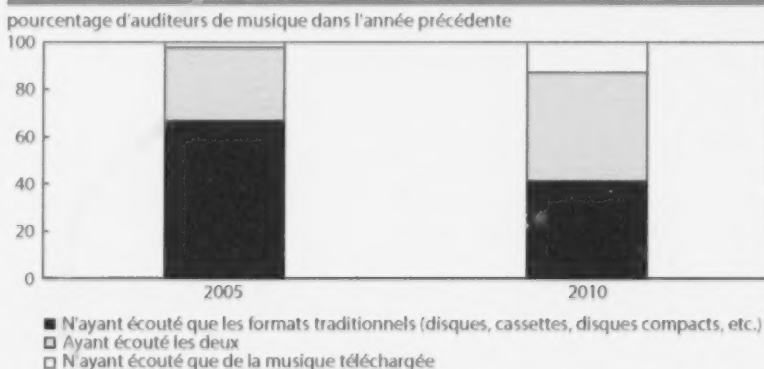 pourcentage d'auditeurs de musique dans l'année précédente
100
80
60
40
20
0
2005 2010
■ N'ayant écouté que les formats traditionnels (disques, cassettes, disques compacts, etc.)
□ Ayant écouté les deux
□ N'ayant écouté que de la musique téléchargée